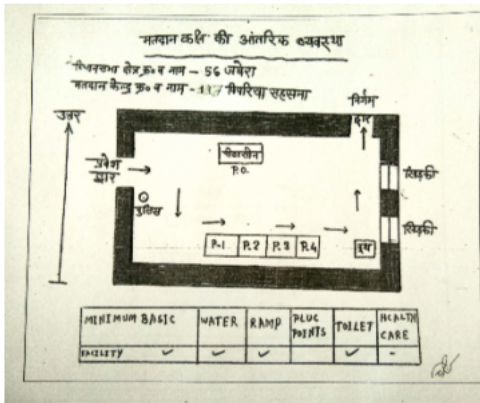 मतदान कक्ष की आंतरिक व्यवस्था
विधानसभा क्षेत्र क्र० व नाम - 56 जबेरा
मतदान केन्द्र क्र० व नाम - पिपरिया सहसना
निर्गम
द्वार
उत्तर
प्रवेश
द्वार
पीठासीन
P.O.
खिड़की
पुलिस
खिड़की
P-1 P.2 P.3 P.4
MINIMUM BASIC WATER RAMP PLUG POINTS TOILET HEALTH CARE
FACILITY ✓ ✓ ✓ ✓ -